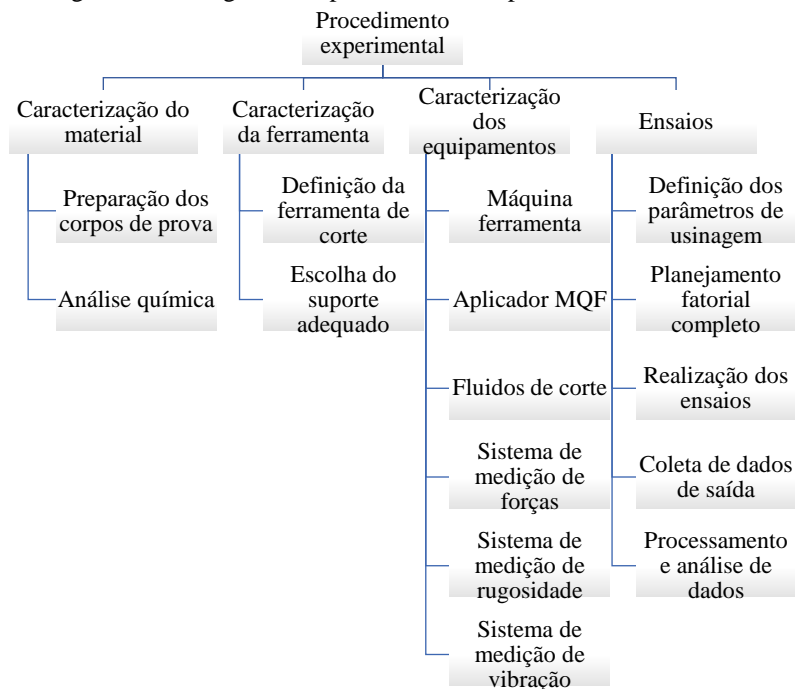 Procedimento
experimental
Caracterização do
material
Preparação dos
corpos de prova
Análise química
Caracterização
da ferramenta
Definição da
ferramenta de
corte
Escolha do
suporte
adequado
Caracterização
dos
equipamentos
Máquina
ferramenta
Aplicador MQF
Fluidos de corte
Sistema de
medição de
forças
Sistema de
medição de
rugosidade
Sistema de
medição de
vibração
Ensaios
Definição dos
parâmetros de
usinagem
Planejamento
fatorial
completo
Realização dos
ensaios
Coleta de dados
de saída
Processamento
e análise de
dados